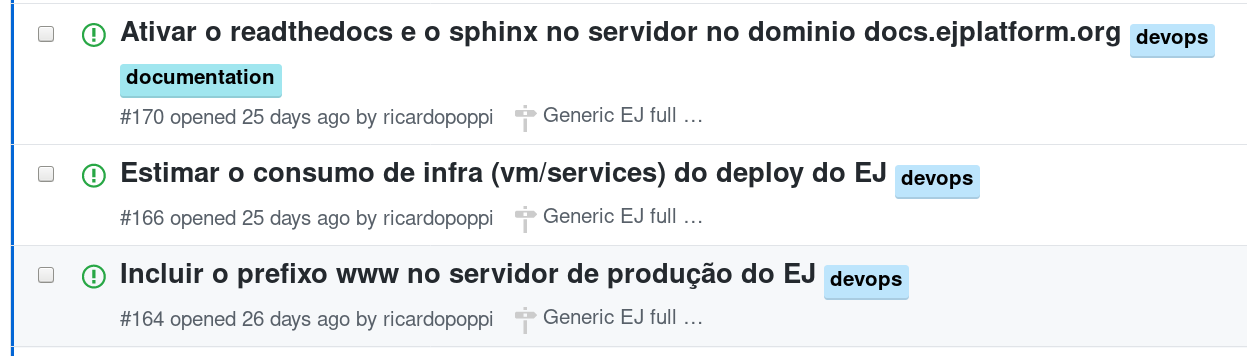 Ativar o readthedocs e o sphinx no servidor no dominio docs.ejplatform.org devops
documentation
#170 opened 25 days ago by ricardopoppi Generic EJ full …
Estimar o consumo de infra (vm/services) do deploy do EJ devops
#166 opened 25 days ago by ricardopoppi Generic EJ full …
Incluir o prefixo www no servidor de produção do EJ devops
#164 opened 26 days ago by ricardopoppi Generic EJ full …